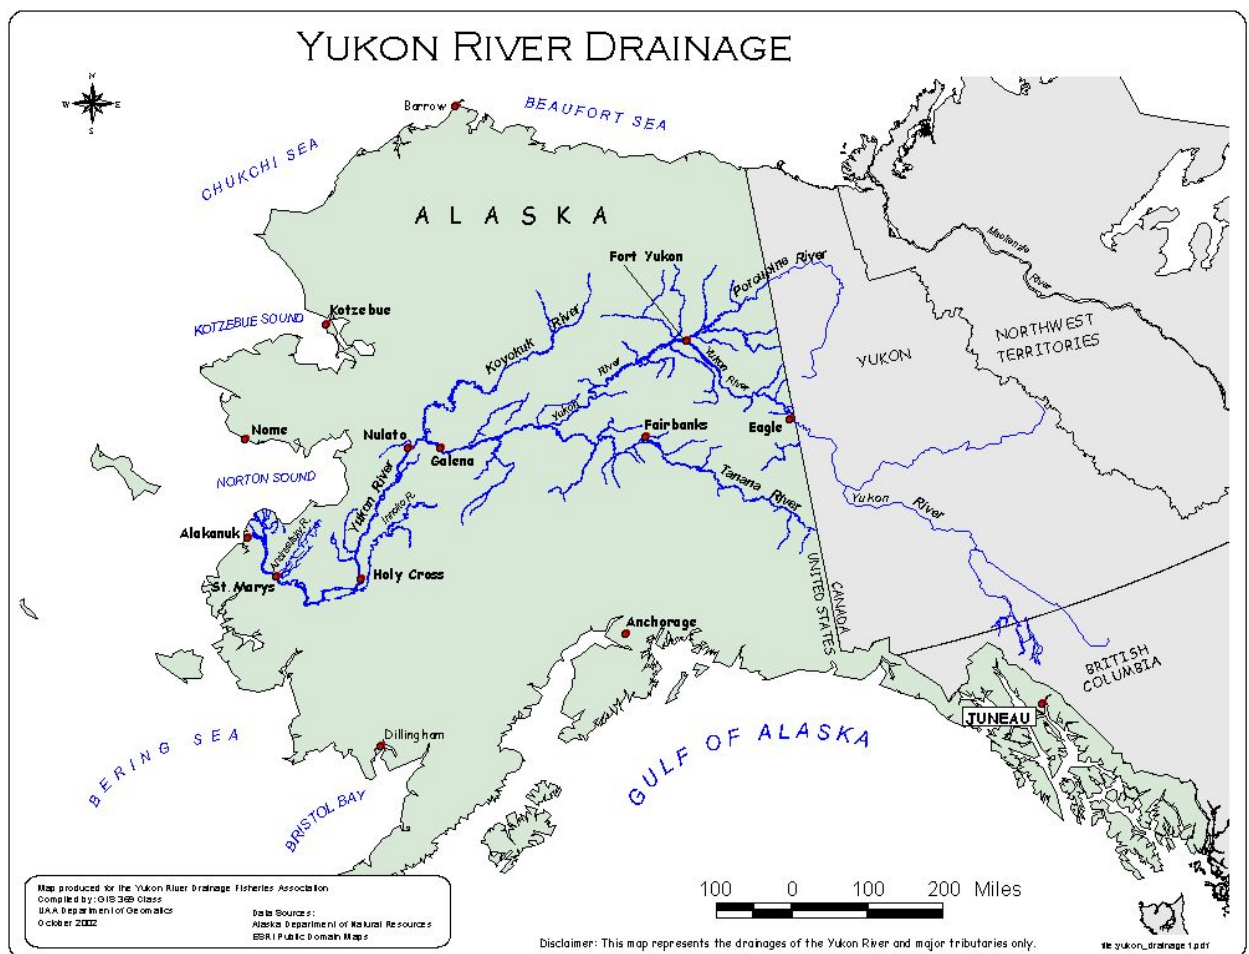 YUKON RIVER DRAINAGE
N
W
E
S
Barrow
BEAUFORT SEA
CHUKCHI SEA
ALASKA
Mackenzie
River
Fort Yukon
Porcupine River
KOTZEBUE SOUND
Kotzebue
Koyokuk River
NORTHWEST
TERRITORIES
YUKON
River
Yukon River
Yukon
Nome
Nulato
Galena
Fairbanks
Eagle
NORTON SOUND
Yukon River
Innoko R.
Tanana River
Yukon River
Alakanuk
Andreafsky R.
St. Marys
Holy Cross
UNITED STATES
CANADA
Anchorage
BRITISH
COLUMBIA
JUNEAU
BERING SEA
Dillingham
GULF OF ALASKA
BRISTOL BAY
Map produced for the Yukon River Drainage Fisheries Association
Compiled by: GIS 369 Class
UAA Department of Geomatics
October 2002
Data Sources:
Alaska Department of Natural Resources
ESRI Public Domain Maps
100 0 100 200 Miles
Disclaimer: This map represents the drainages of the Yukon River and major tributaries only.
file:yukon_drainage1.pdf